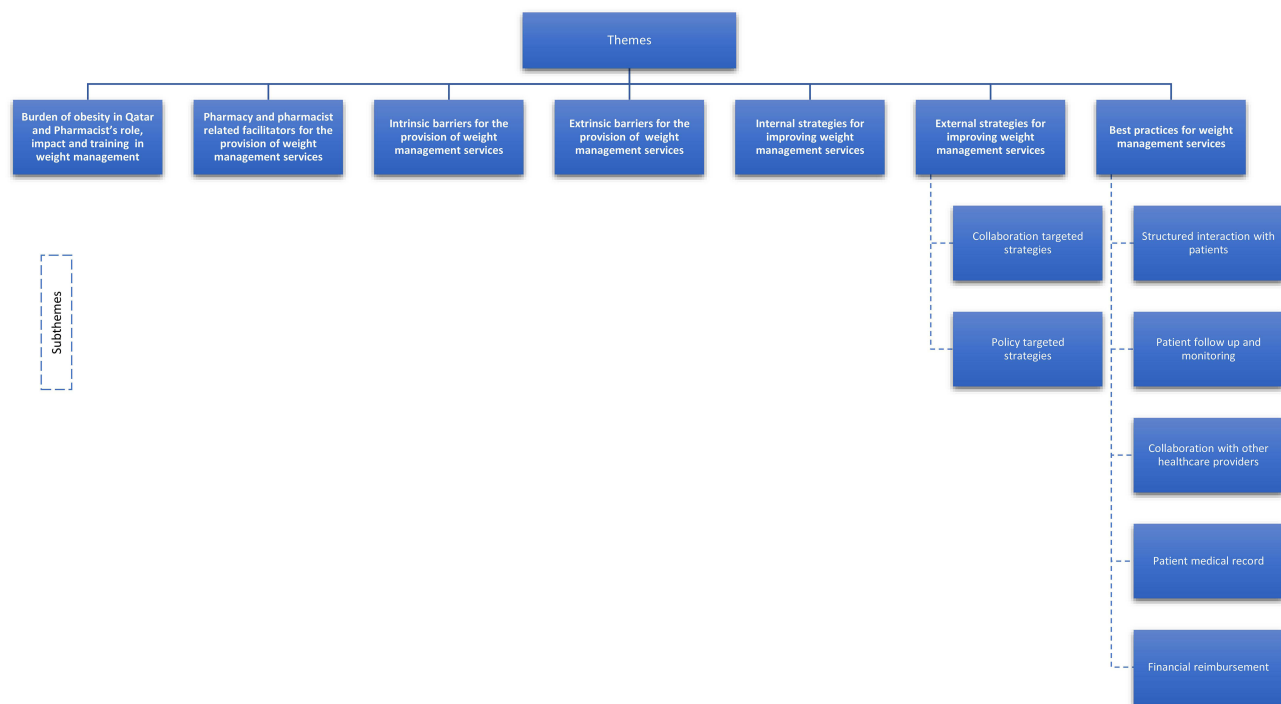 Themes
Burden of obesity in Qatar
and Pharmacist's role,
impact and training in
weight management
Pharmacy and pharmacist
related facilitators for the
provision of weight
management services
Intrinsic barriers for the
provision of weight
management services
Extrinsic barriers for the
provision of weight
management services
Internal strategies for
improving weight
management services
External strategies for
improving weight
management services
Best practices for weight
management services
Subthemes
Collaboration targeted
strategies
Policy targeted
strategies
Structured interaction with
patients
Patient follow up and
monitoring
Collaboration with other
healthcare providers
Patient medical record
Financial reimbursement